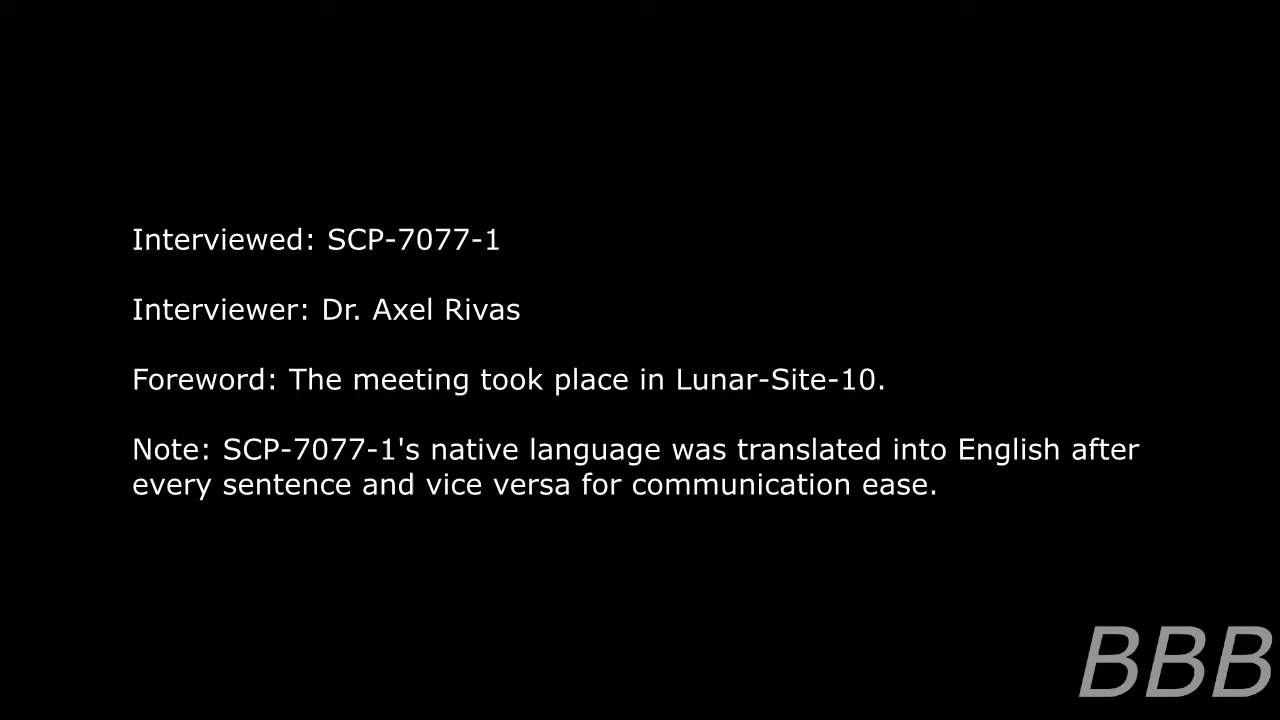 Interviewed: SCP-7077-1
Interviewer: Dr. Axel Rivas
Foreword: The meeting took place in Lunar-Site-10.
Note: SCP-7077-1's native language was translated into English after
every sentence and vice versa for communication ease.
BBB